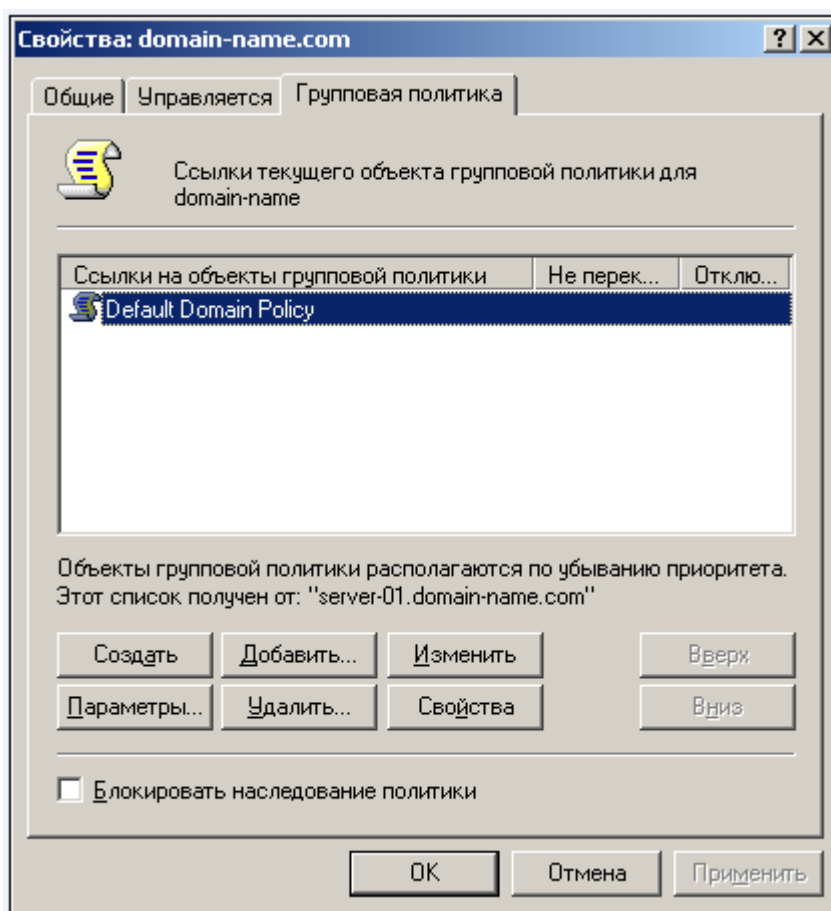 Свойства: domain-name.com
Общие
Управляется
Групповая политика
Ссылки текущего объекта групповой политики для
domain-name
Ссылки на объекты групповой политики
Не перек...
Отклю...
Default Domain Policy
Объекты групповой политики располагаются по убыванию приоритета.
Этот список получен от: "server-01.domain-name.com"
Создать
Добавить...
Изменить
Вверх
Параметры...
Удалить...
Свойства
Вниз
Блокировать наследование политики
OK
Отмена
Применить